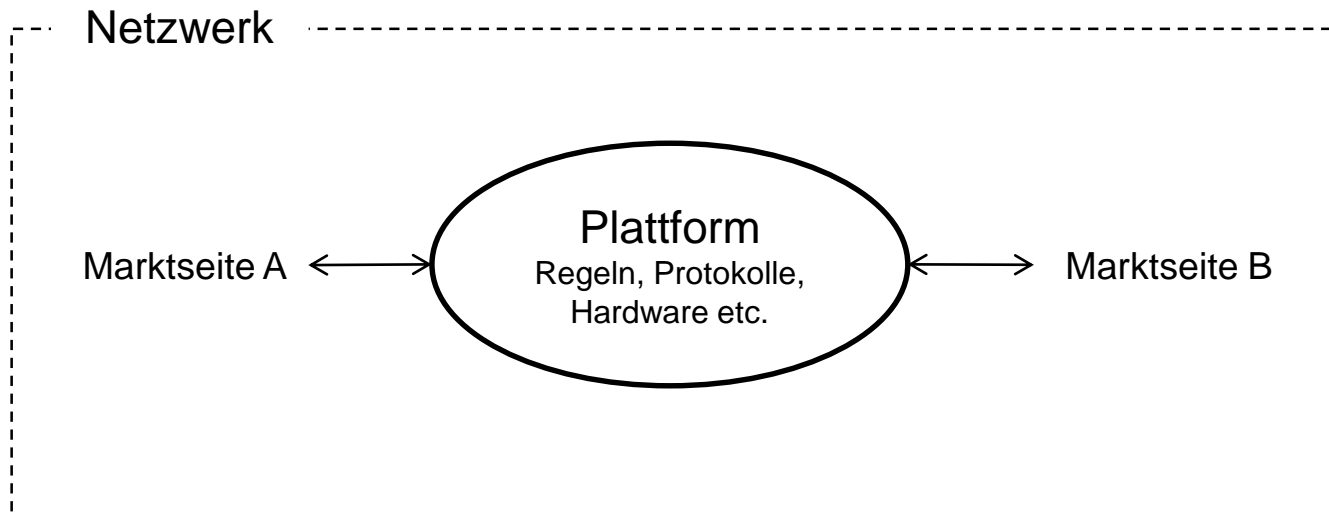 Netzwerk
Plattform
Marktseite A
Regeln, Protokolle,
Marktseite B
Hardware etc.